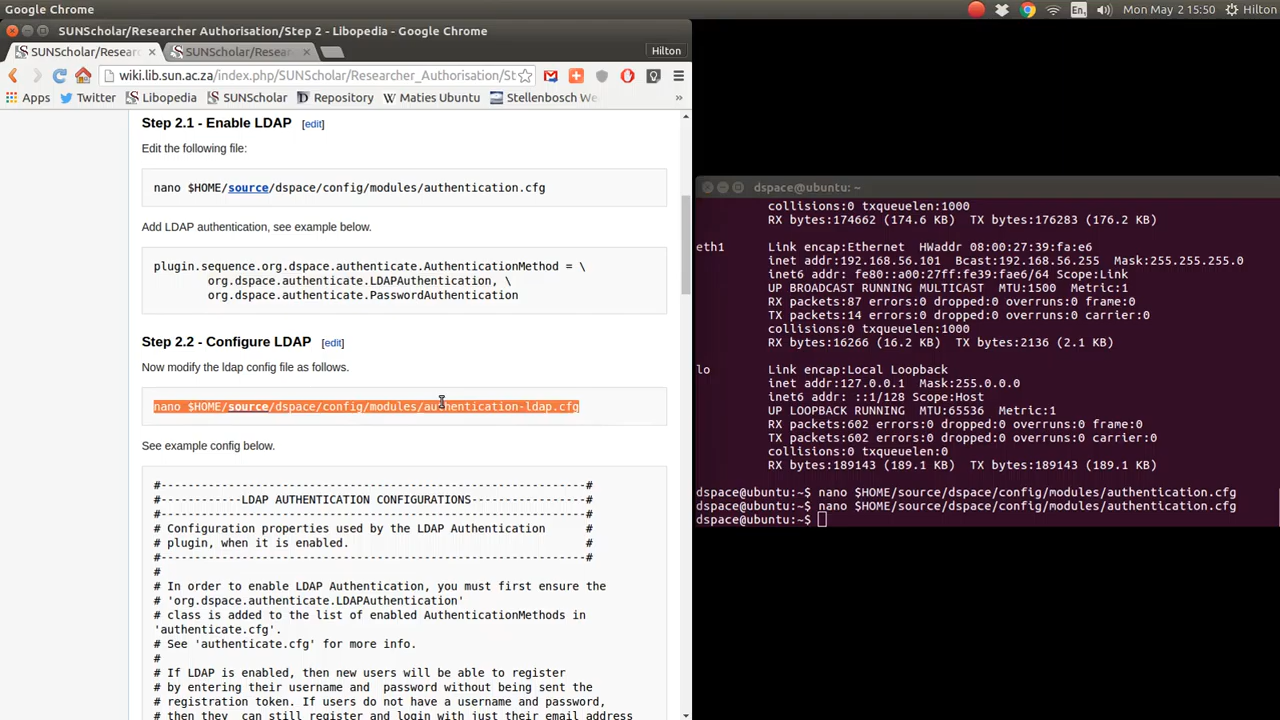 Google Chrome
En
Mon May 2 15:50
Hilton
SUNScholar/Researcher Authorisation/Step 2 - Libopedia - Google Chrome
SUNScholar/Resear
SUNScholar/Resear
Hilton
wiki.lib.sun.ac.za/index.php/SUNScholar/Researcher_Authorisation/St
Apps
Twitter
Libopedia
SUNScholar
Repository
Maties Ubuntu
Stellenbosch We
»
Step 2.1 - Enable LDAP [edit]
Edit the following file:
nano $HOME/source/dspace/config/modules/authentication.cfg
Add LDAP authentication, see example below.
plugin.sequence.org.dspace.authenticate.AuthenticationMethod = \
org.dspace.authenticate.LDAPAuthentication, \
org.dspace.authenticate.PasswordAuthentication
Step 2.2 - Configure LDAP [edit]
Now modify the ldap config file as follows.
nano $HOME/source/dspace/config/modules/authentication-ldap.cfg
See example config below.
#---------------------------------------------------------------#
#------------LDAP AUTHENTICATION CONFIGURATIONS-----------------#
#---------------------------------------------------------------#
# Configuration properties used by the LDAP Authentication #
# plugin, when it is enabled. #
#---------------------------------------------------------------#
#
# In order to enable LDAP Authentication, you must first ensure the
# 'org.dspace.authenticate.LDAPAuthentication'
# class is added to the list of enabled AuthenticationMethods in
'authenticate.cfg'.
# See 'authenticate.cfg' for more info.
#
# If LDAP is enabled, then new users will be able to register
# by entering their username and password without being sent the
# registration token. If users do not have a username and password,
# then they can still register and login with just their email address
dspace@ubuntu: ~
collisions:0 txqueuelen:1000
RX bytes:174662 (174.6 KB) TX bytes:176283 (176.2 KB)
eth1 Link encap:Ethernet HWaddr 08:00:27:39:fa:e6
inet addr:192.168.56.101 Bcast:192.168.56.255 Mask:255.255.255.0
inet6 addr: fe80::a00:27ff:fe39:fae6/64 Scope:Link
UP BROADCAST RUNNING MULTICAST MTU:1500 Metric:1
RX packets:87 errors:0 dropped:0 overruns:0 frame:0
TX packets:14 errors:0 dropped:0 overruns:0 carrier:0
collisions:0 txqueuelen:1000
RX bytes:16266 (16.2 KB) TX bytes:2136 (2.1 KB)
lo Link encap:Local Loopback
inet addr:127.0.0.1 Mask:255.0.0.0
inet6 addr: ::1/128 Scope:Host
UP LOOPBACK RUNNING MTU:65536 Metric:1
RX packets:602 errors:0 dropped:0 overruns:0 frame:0
TX packets:602 errors:0 dropped:0 overruns:0 carrier:0
collisions:0 txqueuelen:0
RX bytes:189143 (189.1 KB) TX bytes:189143 (189.1 KB)
dspace@ubuntu:~$ nano $HOME/source/dspace/config/modules/authentication.cfg
dspace@ubuntu:~$ nano $HOME/source/dspace/config/modules/authentication.cfg
dspace@ubuntu:~$